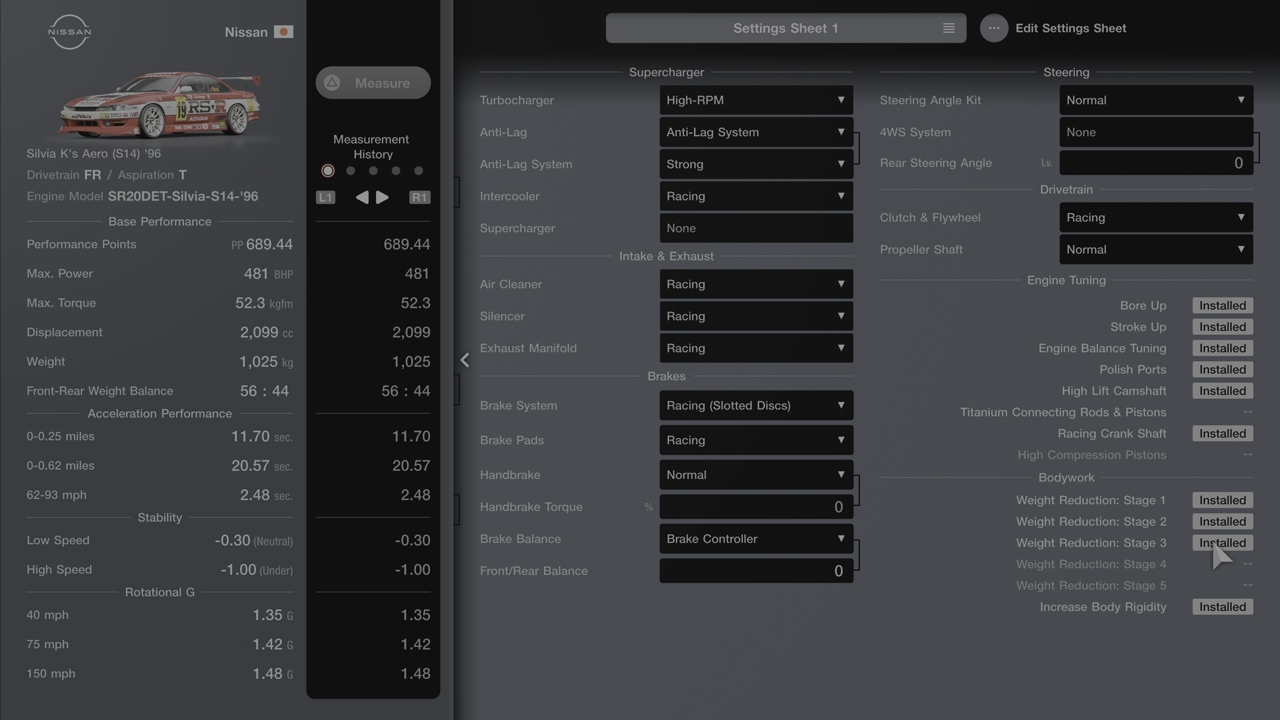 NISSAN
Nissan
Silvia K's Aero (S14) '96
Drivetrain FR / Aspiration T
Engine Model SR20DET-Silvia-S14-'96
Base Performance
Performance Points PP 689.44
Max. Power 481 BHP
Max. Torque 52.3 kgfm
Displacement 2,099 cc
Weight 1,025 kg
Front-Rear Weight Balance 56 : 44
Acceleration Performance
0-0.25 miles 11.70 sec.
0-0.62 miles 20.57 sec.
62-93 mph 2.48 sec.
Stability
Low Speed -0.30 (Neutral)
High Speed -1.00 (Under)
Rotational G
40 mph 1.35 G
75 mph 1.42 G
150 mph 1.48 G
Measure
Measurement
History
L1 R1
689.44
481
52.3
2,099
1,025
56 : 44
11.70
20.57
2.48
-0.30
-1.00
1.35
1.42
1.48
Settings Sheet 1
Edit Settings Sheet
Supercharger
Turbocharger High-RPM
Anti-Lag Anti-Lag System
Anti-Lag System Strong
Intercooler Racing
Supercharger None
Intake & Exhaust
Air Cleaner Racing
Silencer Racing
Exhaust Manifold Racing
Brakes
Brake System Racing (Slotted Discs)
Brake Pads Racing
Handbrake Normal
Handbrake Torque % 0
Brake Balance Brake Controller
Front/Rear Balance 0
Steering
Steering Angle Kit Normal
4WS System None
Rear Steering Angle Lv. 0
Drivetrain
Clutch & Flywheel Racing
Propeller Shaft Normal
Engine Tuning
Bore Up Installed
Stroke Up Installed
Engine Balance Tuning Installed
Polish Ports Installed
High Lift Camshaft Installed
Titanium Connecting Rods & Pistons --
Racing Crank Shaft Installed
High Compression Pistons --
Bodywork
Weight Reduction: Stage 1 Installed
Weight Reduction: Stage 2 Installed
Weight Reduction: Stage 3 Installed
Weight Reduction: Stage 4 --
Weight Reduction: Stage 5 --
Increase Body Rigidity Installed